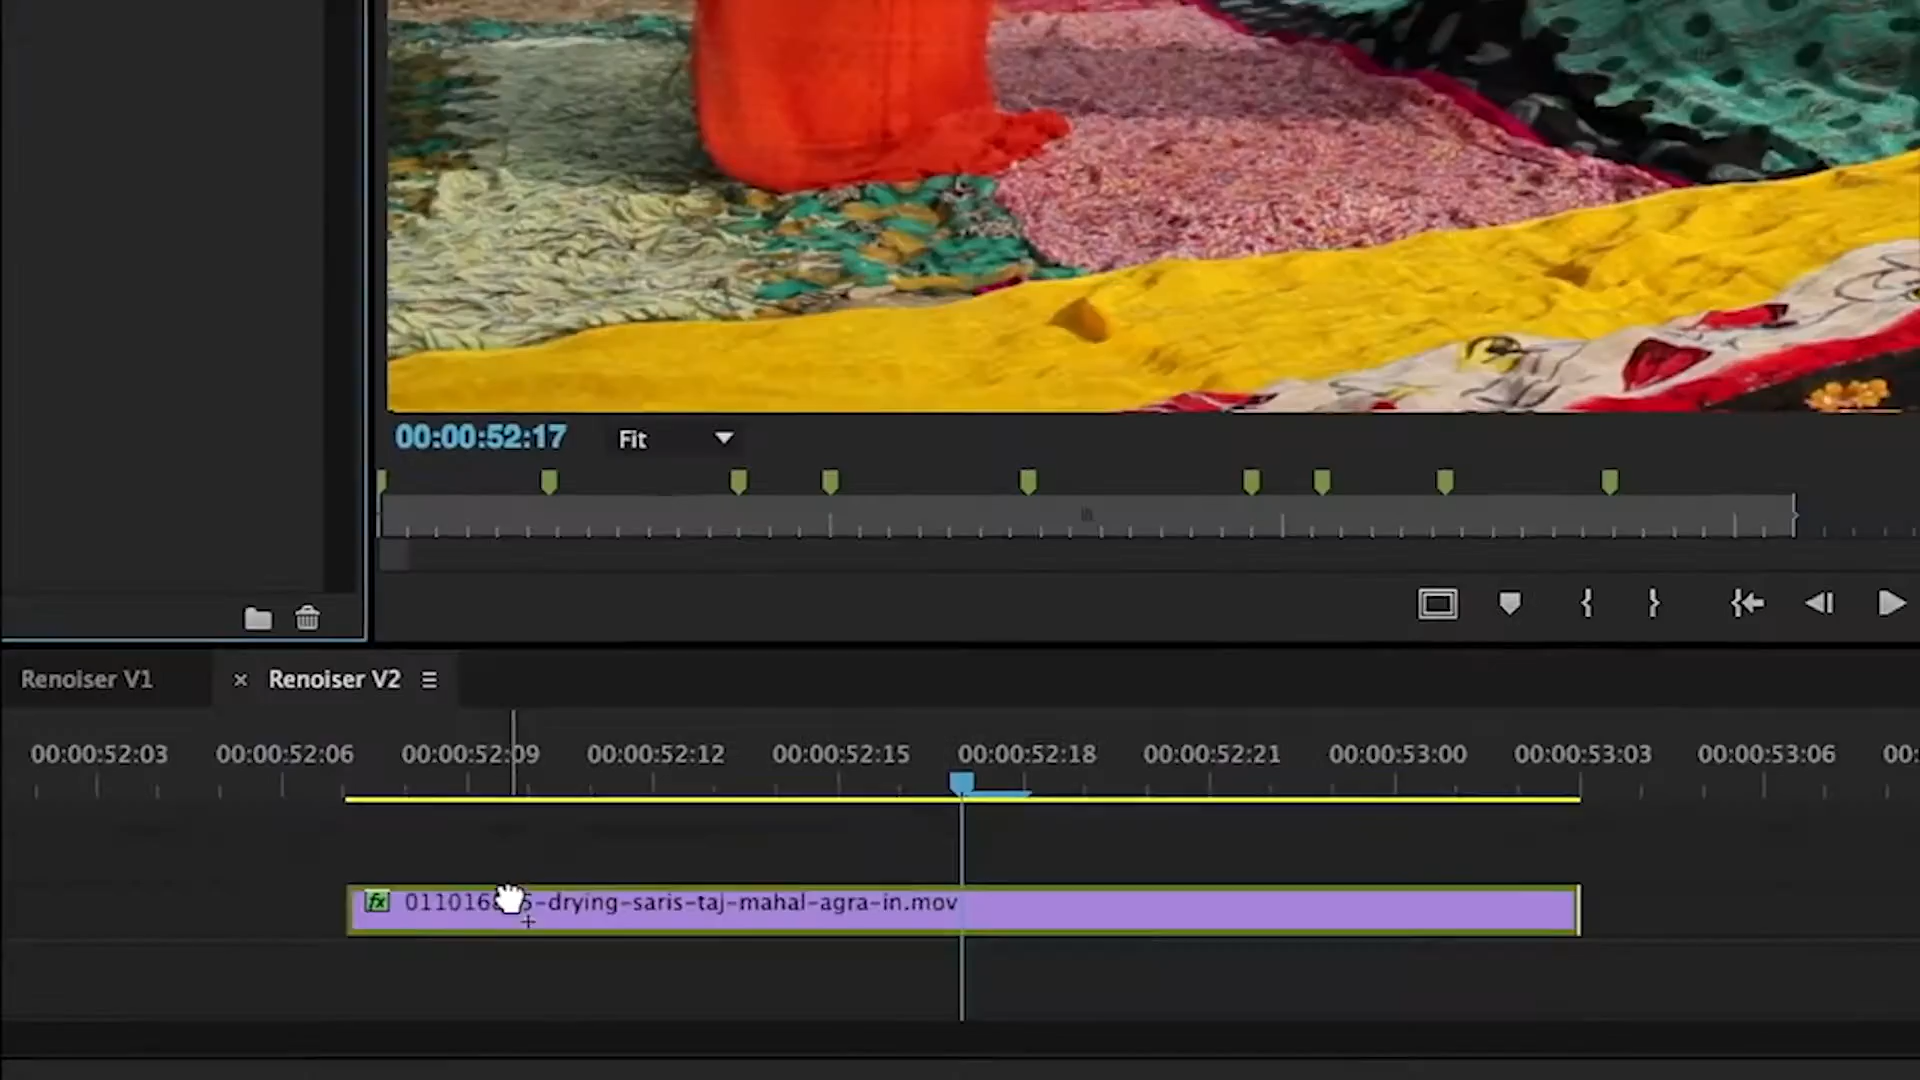 00:00:52:17 Fit
Renoiser V1 × Renoiser V2
00:00:52:03 00:00:52:06 00:00:52:09 00:00:52:12 00:00:52:15 00:00:52:18 00:00:52:21 00:00:53:00 00:00:53:03 00:00:53:06 00:
fx -drying-saris-taj-mahal-agra-in.mov